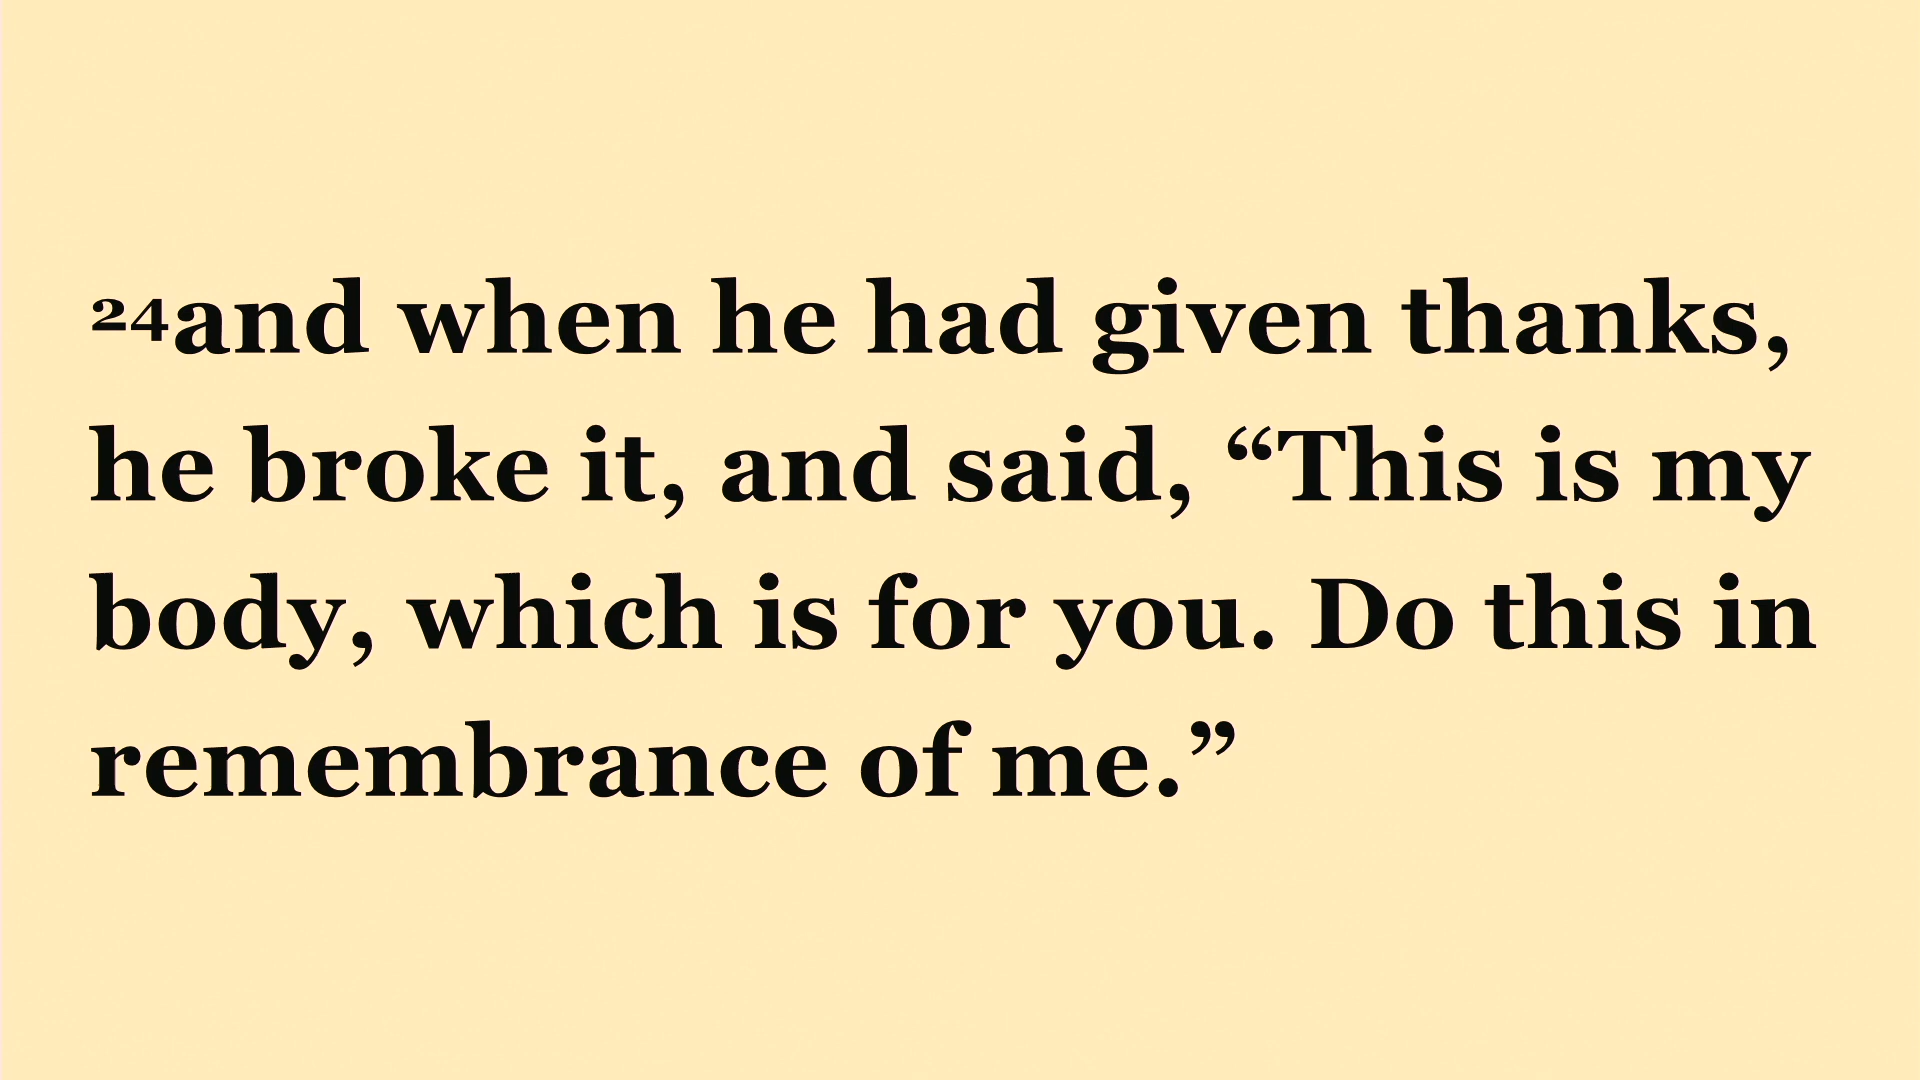 24and when he had given thanks,
he broke it, and said, “This is my
body, which is for you. Do this in
remembrance of me.”